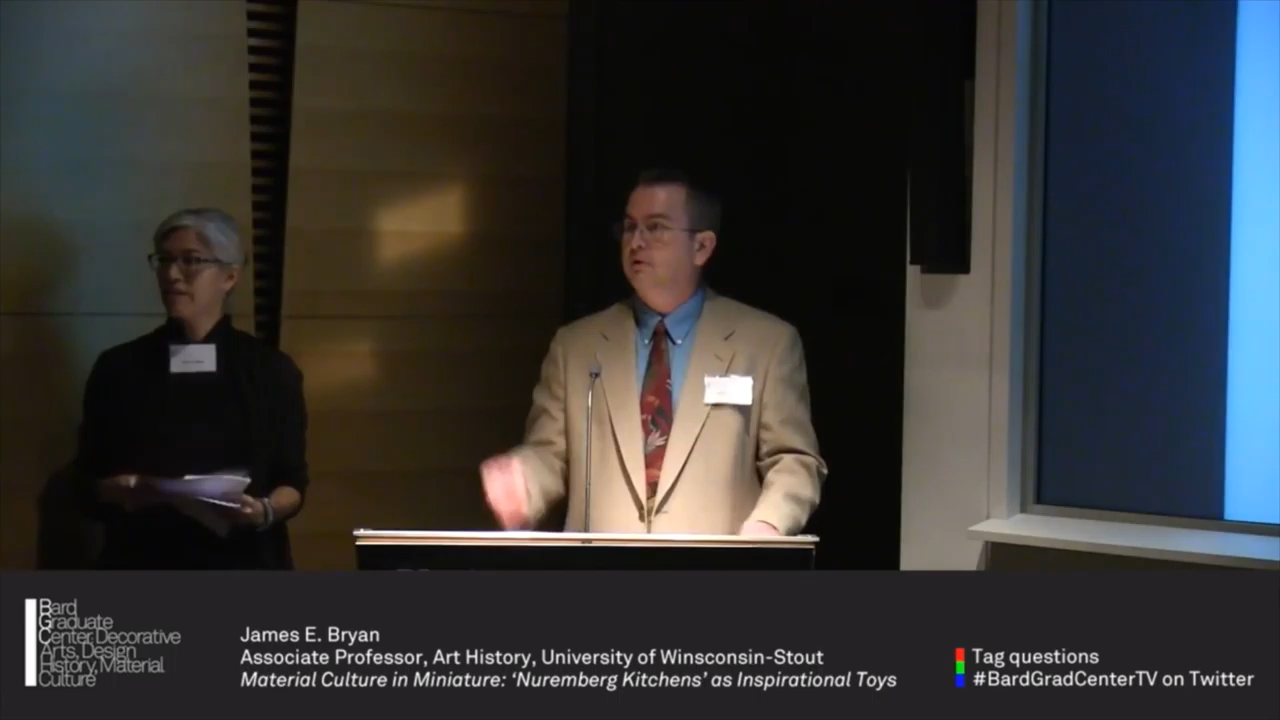 Bard
Graduate
Center Decorative
Arts, Design
History, Material
Culture
James E. Bryan
Associate Professor, Art History, University of Winsconsin-Stout
Material Culture in Miniature: ‘Nuremberg Kitchens’ as Inspirational Toys
Tag questions
#BardGradCenterTV on Twitter